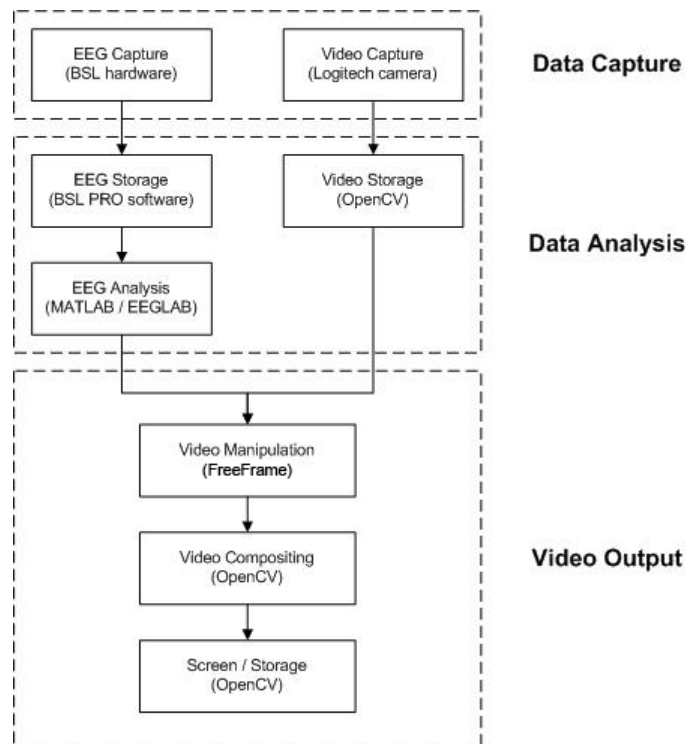 EEG Capture
(BSL hardware)
Video Capture
(Logitech camera)
Data Capture
EEG Storage
(BSL PRO software)
Video Storage
(OpenCV)
Data Analysis
EEG Analysis
(MATLAB / EEGLAB)
Video Manipulation
(FreeFrame)
Video Compositing
(OpenCV)
Video Output
Screen / Storage
(OpenCV)